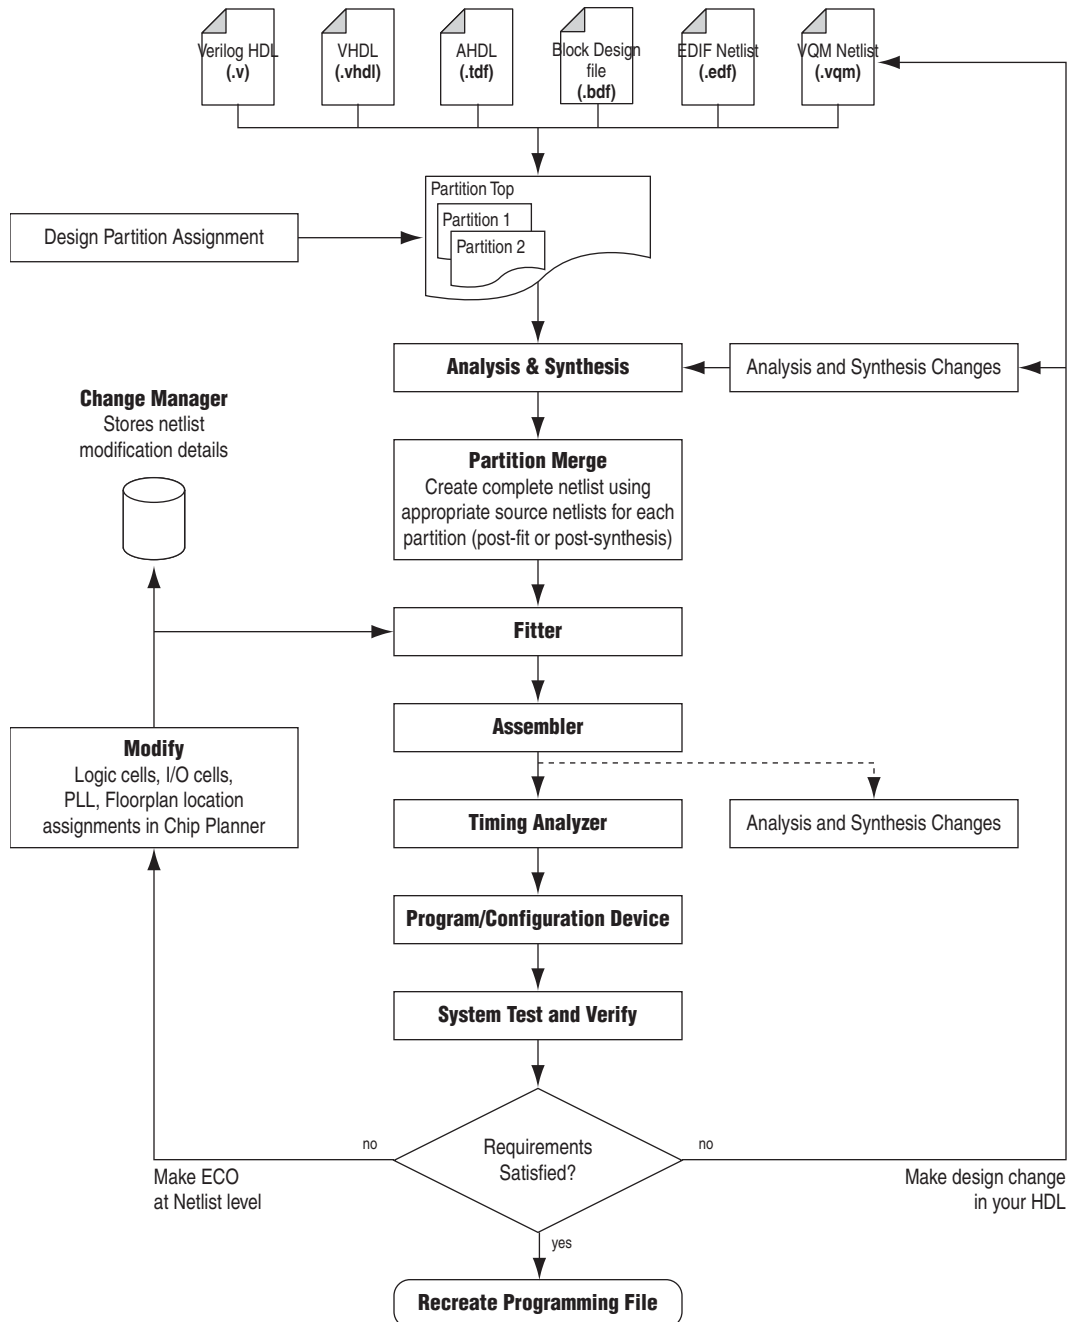 Verilog HDL
(.v)
VHDL
(.vhdl)
AHDL
(.tdf)
Block Design
file
(.bdf)
EDIF Netlist
(.edf)
VQM Netlist
(.vqm)
Partition Top
Partition 1
Partition 2
Design Partition Assignment
Analysis & Synthesis
Analysis and Synthesis Changes
Change Manager
Stores netlist
modification details
Partition Merge
Create complete netlist using
appropriate source netlists for each
partition (post-fit or post-synthesis)
Fitter
Assembler
Modify
Logic cells, I/O cells,
PLL, Floorplan location
assignments in Chip Planner
Timing Analyzer
Analysis and Synthesis Changes
Program/Configuration Device
System Test and Verify
no
Requirements
Satisfied?
no
Make ECO
at Netlist level
Make design change
in your HDL
yes
Recreate Programming File